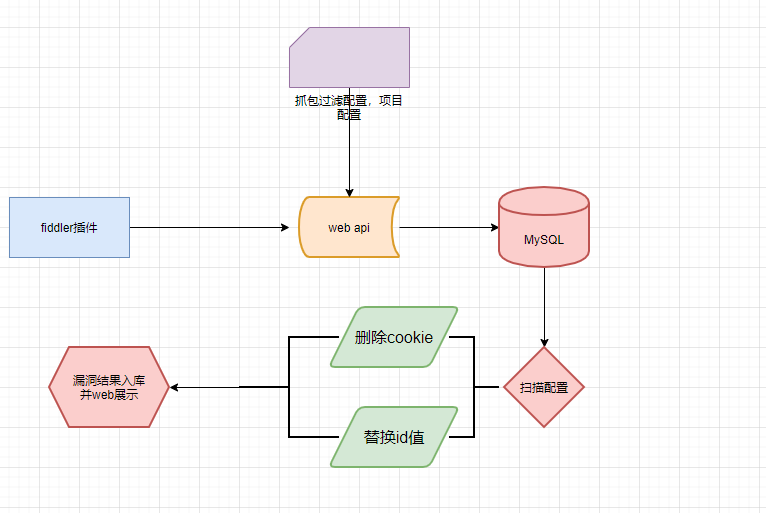 抓包过滤配置，项目
配置
fiddler插件
web api
MySQL
删除cookie
漏洞结果入库
并web展示
扫描配置
替换id值